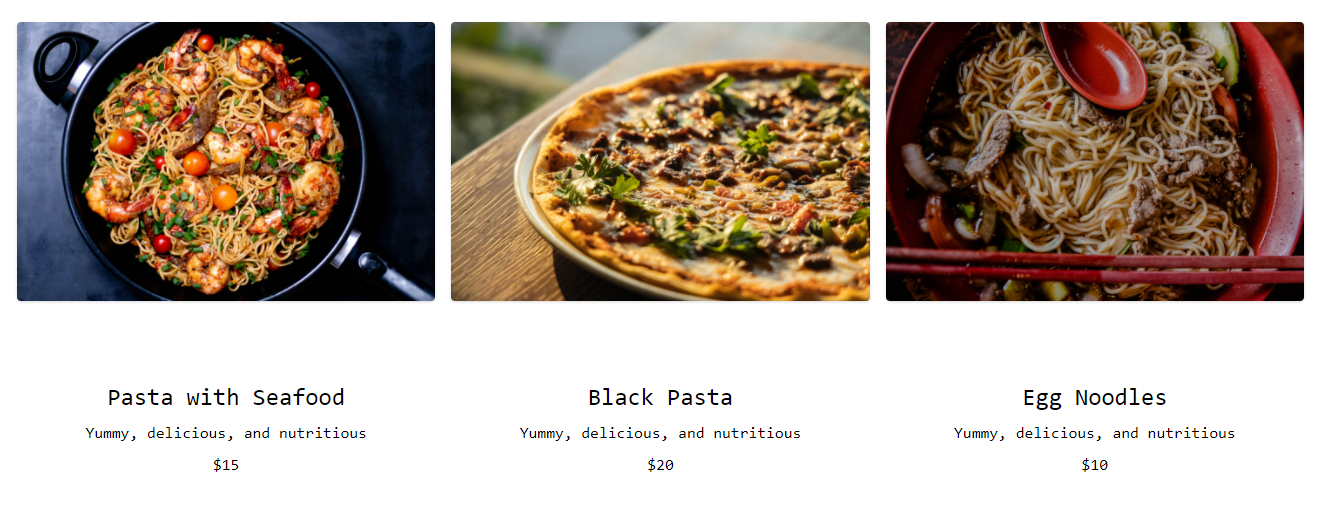 Pasta with Seafood
Yummy, delicious, and nutritious
$15
Black Pasta
Yummy, delicious, and nutritious
$20
Egg Noodles
Yummy, delicious, and nutritious
$10